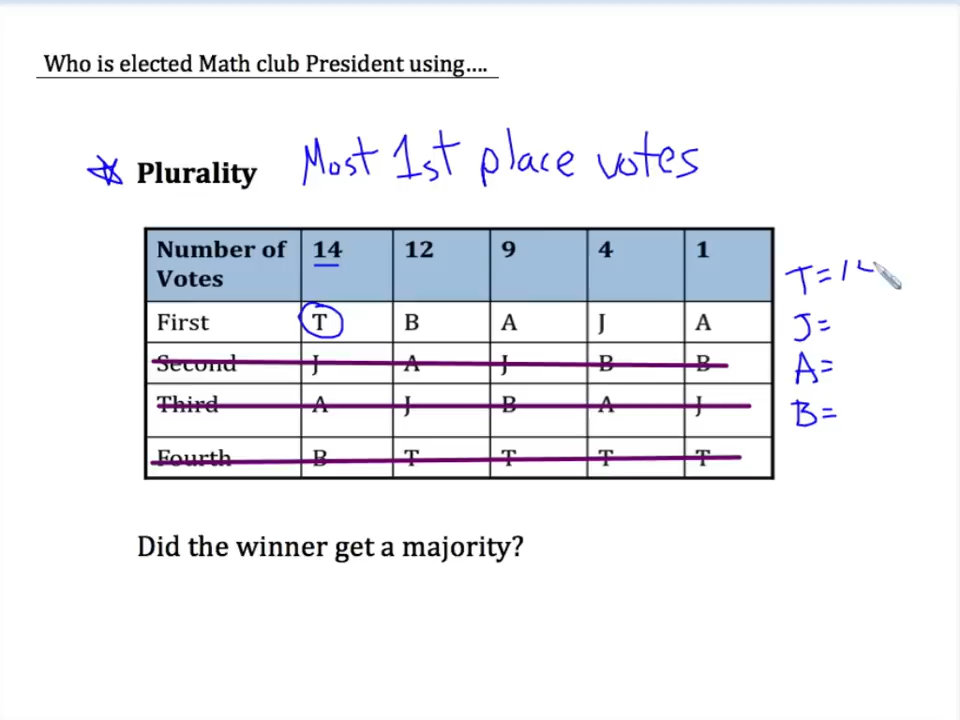 Who is elected Math club President using....
Plurality Most 1st place votes
Number of Votes 14 12 9 4 1
First T B A J A
Second J A J B B
Third A J B A J
Fourth B T T T T
T=14
J=
A=
B=
Did the winner get a majority?